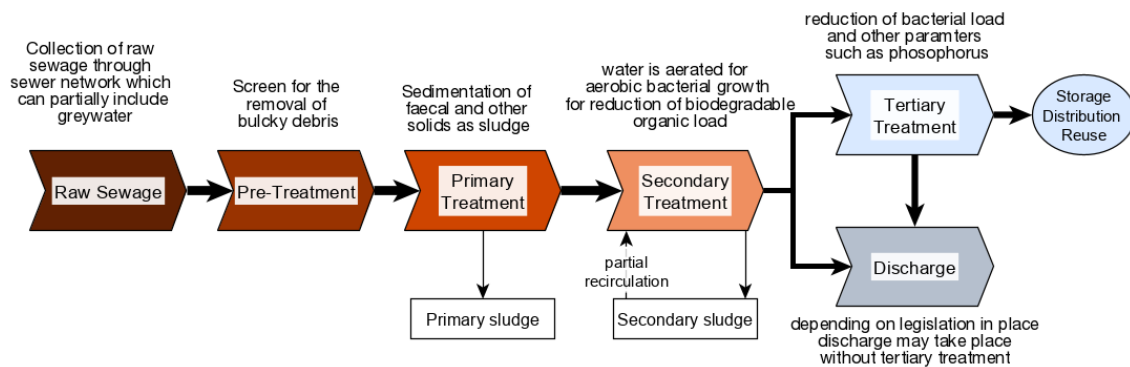 Collection of raw
sewage through
sewer network which
can partially include
greywater
Raw Sewage
Screen for the
removal of
bulcky debris
Pre-Treatment
Sedimentation of
faecal and other
solids as sludge
Primary
Treatment
Primary sludge
water is aerated for
aerobic bacterial growth
for reduction of biodegradable
organic load
Secondary
Treatment
partial
recirculation
Secondary sludge
reduction of bacterial load
and other paramters
such as phosophorus
Tertiary
Treatment
Storage
Distribution
Reuse
Discharge
depending on legislation in place
discharge may take place
without tertiary treatment